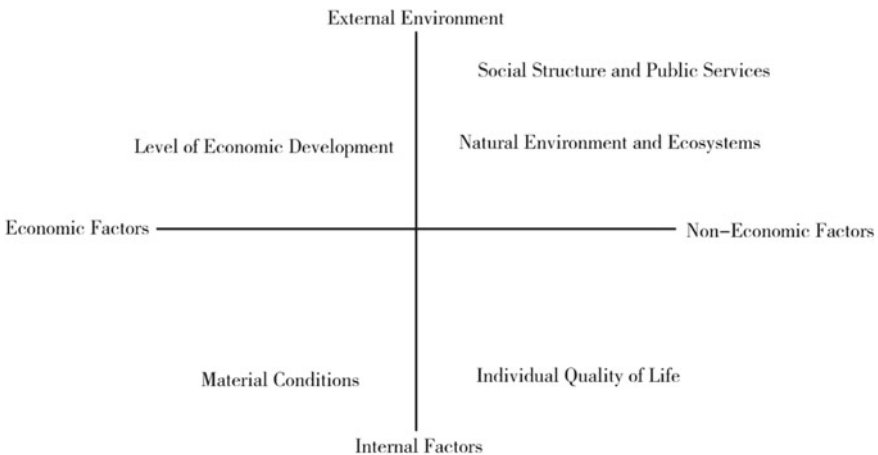 External Environment
Social Structure and Public Services
Level of Economic Development
Natural Environment and Ecosystems
Economic Factors
Non–Economic Factors
Material Conditions
Individual Quality of Life
Internal Factors